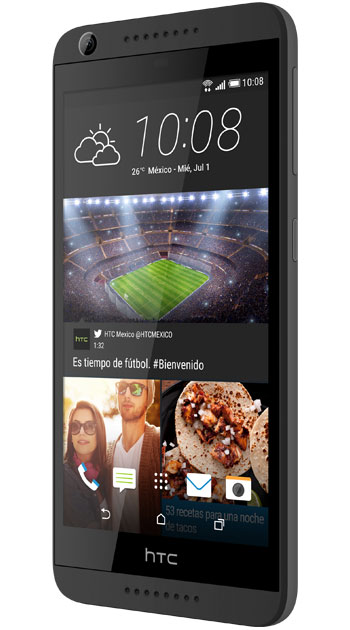 10:08
10:08
26°C México - Mié, Jul 1
hTC
HTC Mexico @HTCMEXICO
1:32
Es tiempo de fútbol. #Bienvenido
53 recetas para una noche
de tacos
hTC